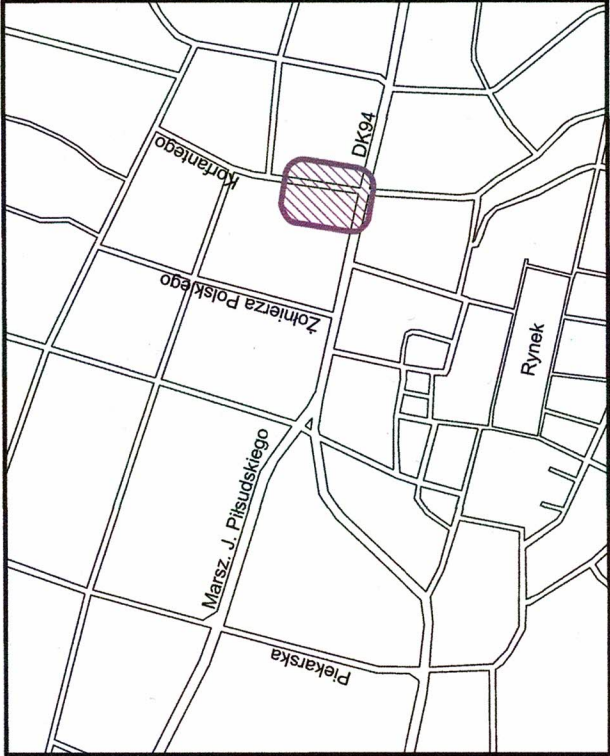 DK94
Korfantego
Żołnierza Polskiego
Rynek
Marsz. J. Piłsudskiego
Piekarska